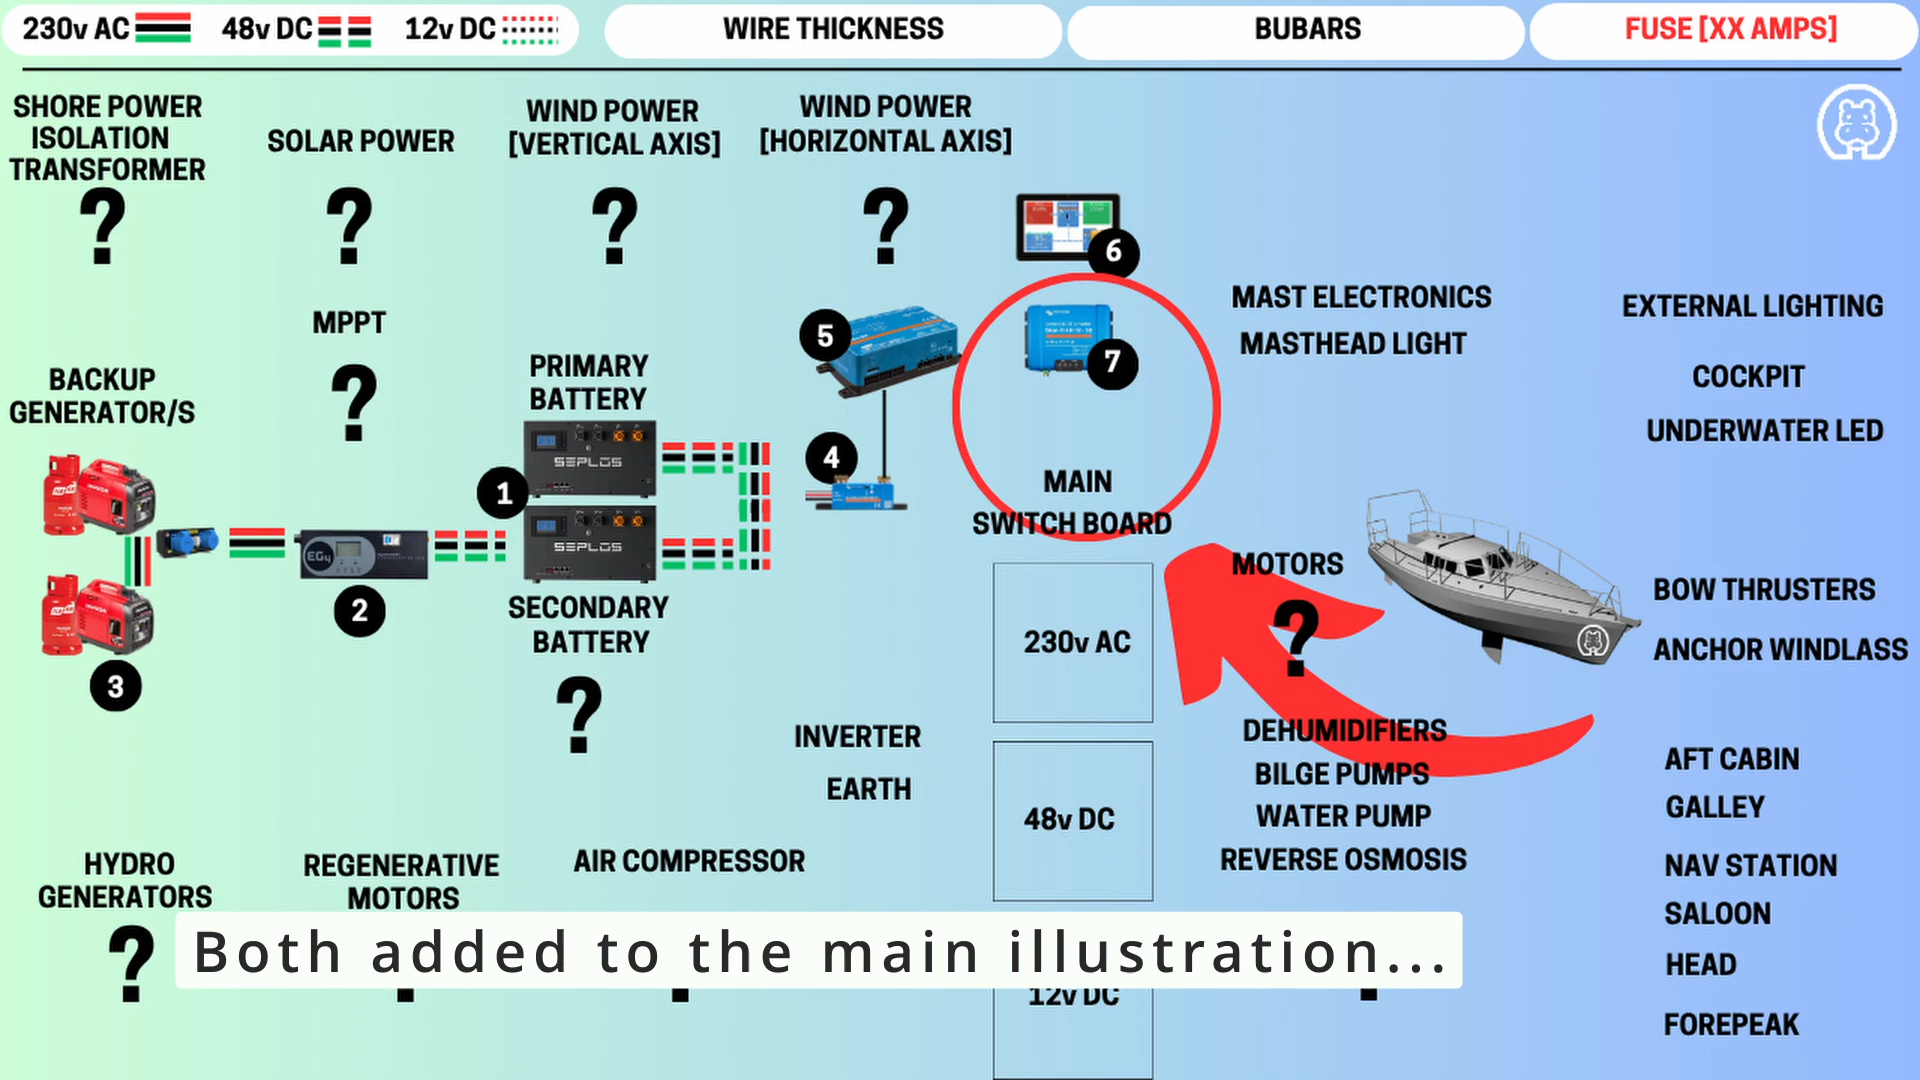 230v AC
48v DC
12v DC
WIRE THICKNESS
BUBARS
FUSE [XX AMPS]
SHORE POWER
ISOLATION
TRANSFORMER
?
SOLAR POWER
?
WIND POWER
[VERTICAL AXIS]
?
WIND POWER
[HORIZONTAL AXIS]
?
6
MPPT
?
5
7
MAST ELECTRONICS
MASTHEAD LIGHT
EXTERNAL LIGHTING
COCKPIT
UNDERWATER LED
BACKUP
GENERATOR/S
PRIMARY
BATTERY
SEPLOS
1
SEPLOS
4
MAIN
SWITCH BOARD
EG4
2
3
SECONDARY
BATTERY
?
MOTORS
?
BOW THRUSTERS
ANCHOR WINDLASS
230v AC
INVERTER
EARTH
48v DC
DEHUMIDIFIERS
BILGE PUMPS
WATER PUMP
REVERSE OSMOSIS
AFT CABIN
GALLEY
NAV STATION
SALOON
HEAD
FOREPEAK
HYDRO
GENERATORS
?
REGENERATIVE
MOTORS
AIR COMPRESSOR
Both added to the main illustration...
12v DC